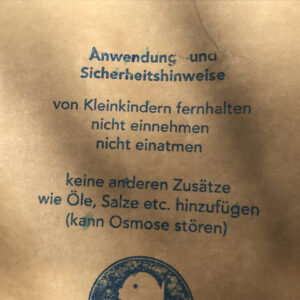 Anwendung und
Sicherheitshinweise
von Kleinkindern fernhalten
nicht einnehmen
nicht einatmen
keine anderen Zusätze
wie Öle, Salze etc. hinzufügen
(kann Osmose stören)